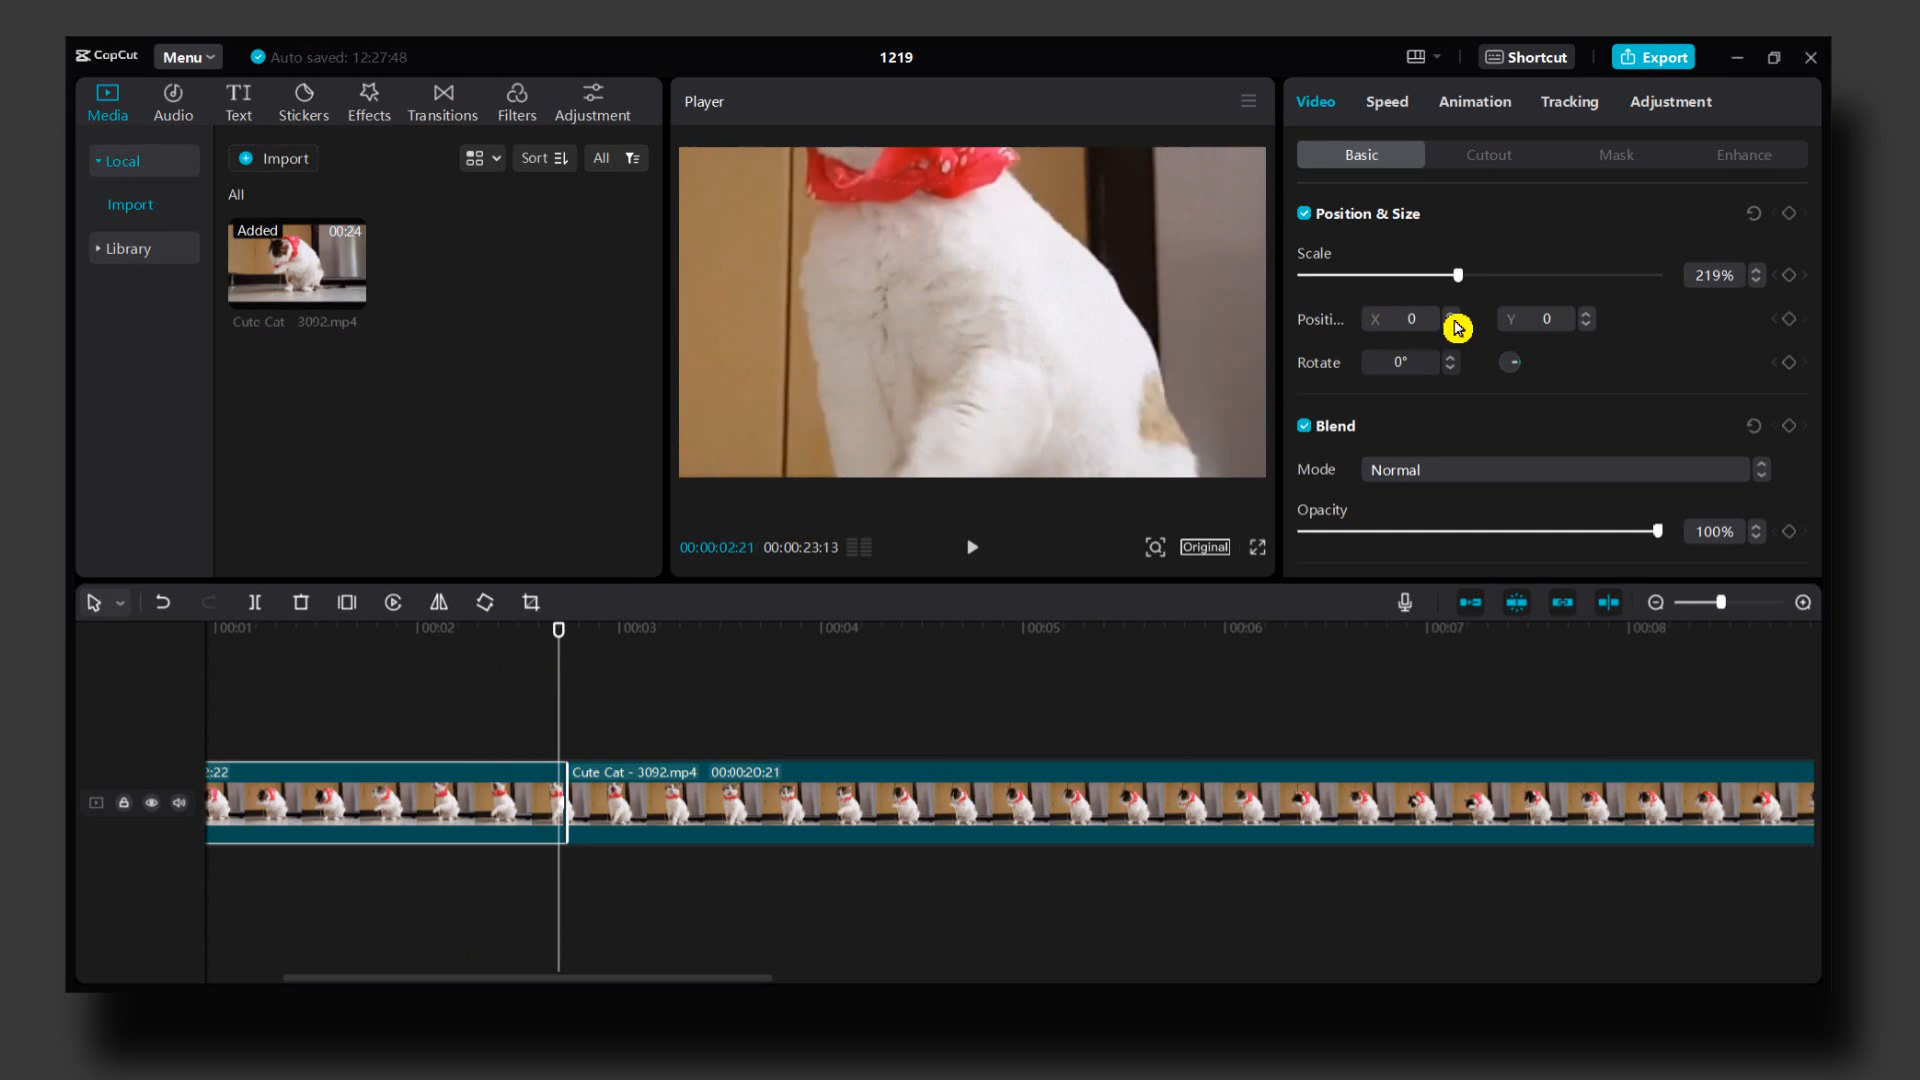 CapCut
Menu
Auto saved: 12:27:48
1219
Shortcut
Export
Media
Audio
TI
Text
Stickers
Effects
Transitions
Filters
Adjustment
Local
Import
Library
Import
Sort
All
All
Added
00:24
Cute Cat - 3092.mp4
Player
00:00:02:21
00:00:23:13
Original
Video
Speed
Animation
Tracking
Adjustment
Basic
Cutout
Mask
Enhance
Position & Size
Scale
219%
Positi...
X 0
Y 0
Rotate
0°
Blend
Mode
Normal
Opacity
100%
00:01
00:02
00:03
00:04
00:05
00:06
00:07
00:08
2:22
Cute Cat - 3092.mp4 00:00:20:21